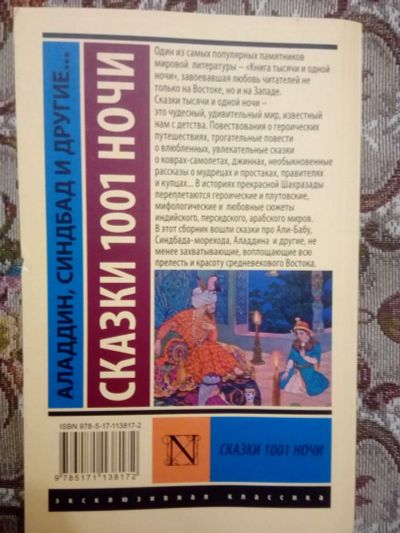 АЛАДДИН, СИНДБАД И ДРУГИЕ...
СКАЗКИ 1001 НОЧИ
Один из самых популярных памятников
мировой литературы – «Книга тысячи и одной
ночи», завоевавшая любовь читателей не
только на Востоке, но и на Западе.
Сказки тысячи и одной ночи –
это чудесный, удивительный мир, известный
нам с детства. Повествования о героических
путешествиях, трогательные повести
о влюбленных, увлекательные сказки
о коврах-самолетах, джиннах, необыкновенные
рассказы о мудрецах и простаках, правителях
и купцах... В историях прекрасной Шахразады
переплетаются героические и плутовские,
мифологические и любовные сюжеты
индийского, персидского, арабского миров.
В этот сборник вошли сказки про Али-Бабу,
Синдбада-морехода, Аладдина и другие, не
менее захватывающие, воплощающие всю
прелесть и красоту средневекового Востока.
ISBN 978-5-17-113817-2
9 785171 138172
N
СКАЗКИ 1001 НОЧИ
эксклюзивная классика